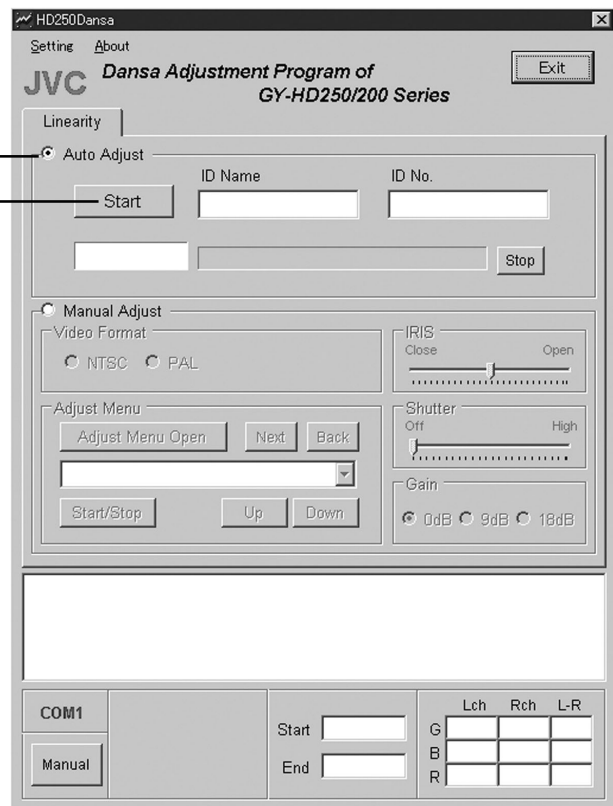 HD250Dansa
Setting About
JVC Dansa Adjustment Program of
GY-HD250/200 Series
Exit
Linearity
Auto Adjust
ID Name ID No.
Start
Stop
Manual Adjust
Video Format
NTSC PAL
IRIS
Close Open
Adjust Menu
Adjust Menu Open Next Back
Start/Stop Up Down
Shutter
Off High
Gain
0dB 9dB 18dB
COM1
Manual
Start
End
Lch Rch L-R
G
B
R